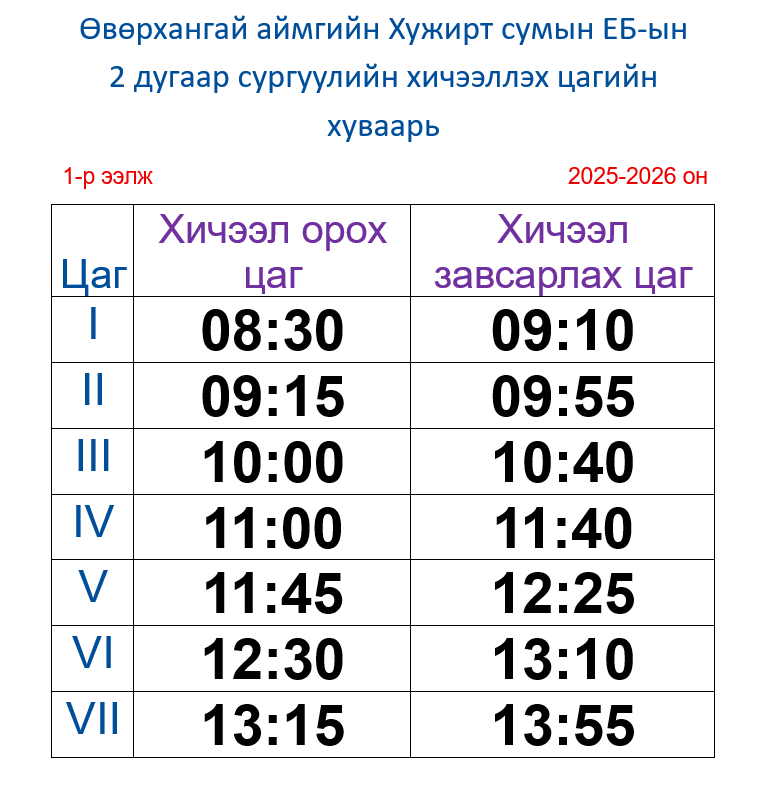 Өвөрхангай аймгийн Хужирт сумын ЕБ-ын
2 дугаар сургуулийн хичээллэх цагийн
хуваарь
1-р ээлж 2025-2026 он
Цаг Хичээл орох цаг Хичээл завсарлах цаг
I 08:30 09:10
II 09:15 09:55
III 10:00 10:40
IV 11:00 11:40
V 11:45 12:25
VI 12:30 13:10
VII 13:15 13:55